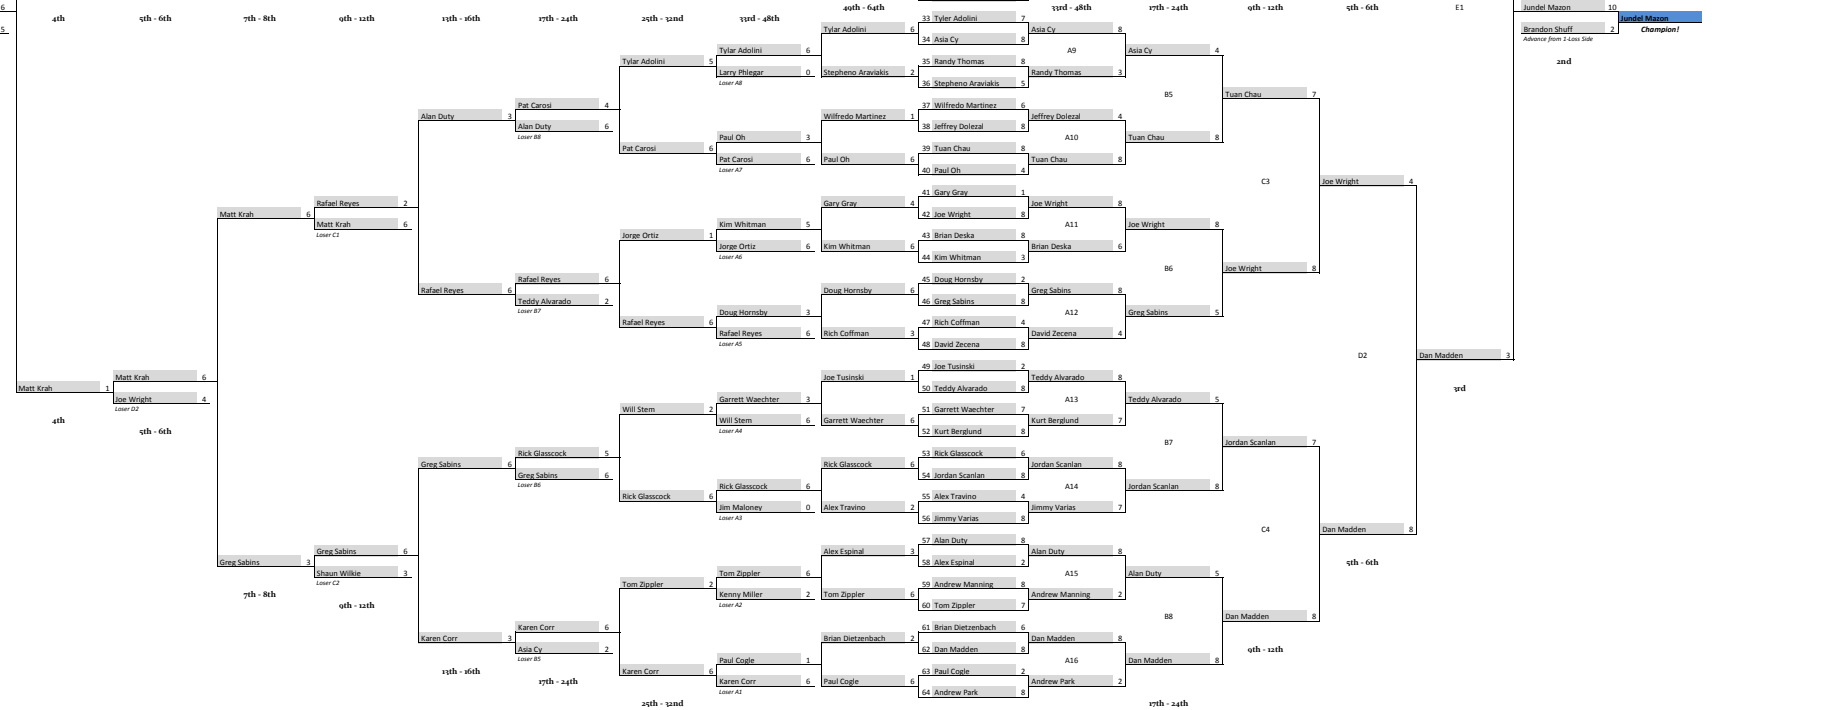 6
5
4th
5th - 6th
7th - 8th
9th - 12th
13th - 16th
17th - 24th
25th - 32nd
33rd - 48th
49th - 64th
33rd - 48th
17th - 24th
9th - 12th
5th - 6th
E1
Matt Krah 1
4th
Matt Krah 6
Joe Wright 4
Loser D2
5th - 6th
Matt Krah 6
Greg Sabins 3
7th - 8th
Rafael Reyes 2
Matt Krah 6
Loser C1
Greg Sabins 6
Shaun Wilkie 3
Loser C2
9th - 12th
Alan Duty 3
Rafael Reyes 6
Greg Sabins 6
Karen Corr 3
13th - 16th
Pat Carosi 4
Alan Duty 6
Loser B8
Rafael Reyes 6
Teddy Alvarado 2
Loser B7
Rick Glasscock 5
Greg Sabins 6
Loser B6
Karen Corr 6
Asia Cy 2
Loser B5
17th - 24th
Tylar Adolini 5
Pat Carosi 6
Jorge Ortiz 1
Rafael Reyes 6
Will Stem 2
Rick Glasscock 6
Tom Zippler 2
Karen Corr 6
25th - 32nd
Tylar Adolini 6
Larry Phlegar 0
Loser A8
Paul Oh 3
Pat Carosi 6
Loser A7
Kim Whitman 5
Jorge Ortiz 6
Loser A6
Doug Hornsby 3
Rafael Reyes 6
Loser A5
Garrett Waechter 3
Will Stem 6
Loser A4
Rick Glasscock 6
Jim Maloney 0
Loser A3
Tom Zippler 6
Kenny Miller 2
Loser A2
Paul Cogle 1
Karen Corr 6
Loser A1
Tylar Adolini 6
Stepheno Araviakis 2
Wilfredo Martinez 1
Paul Oh 6
Gary Gray 4
Kim Whitman 6
Doug Hornsby 6
Rich Coffman 3
Joe Tusinski 1
Garrett Waechter 6
Rick Glasscock 6
Alex Travino 2
Alex Espinal 3
Tom Zippler 6
Brian Dietzenbach 2
Paul Cogle 6
33 Tyler Adolini 7
34 Asia Cy 8
35 Randy Thomas 8
36 Stepheno Araviakis 5
37 Wilfredo Martinez 6
38 Jeffrey Dolezal 8
39 Tuan Chau 8
40 Paul Oh 4
41 Gary Gray 1
42 Joe Wright 8
43 Brian Deska 8
44 Kim Whitman 3
45 Doug Hornsby 2
46 Greg Sabins 8
47 Rich Coffman 4
48 David Zecena 8
49 Joe Tusinski 2
50 Teddy Alvarado 8
51 Garrett Waechter 7
52 Kurt Berglund 8
53 Rick Glasscock 6
54 Jordan Scanlan 8
55 Alex Travino 4
56 Jimmy Varias 8
57 Alan Duty 8
58 Alex Espinal 2
59 Andrew Manning 8
60 Tom Zippler 7
61 Brian Dietzenbach 6
62 Dan Madden 8
63 Paul Cogle 2
64 Andrew Park 8
Asia Cy 8
A9
Randy Thomas 3
Jeffrey Dolezal 4
A10
Tuan Chau 8
Joe Wright 8
A11
Brian Deska 6
Greg Sabins 8
A12
David Zecena 4
Teddy Alvarado 8
A13
Kurt Berglund 7
Jordan Scanlan 8
A14
Jimmy Varias 7
Alan Duty 8
A15
Andrew Manning 2
Dan Madden 8
A16
Andrew Park 2
Asia Cy 4
B5
Tuan Chau 8
Joe Wright 8
B6
Greg Sabins 5
Teddy Alvarado 5
B7
Jordan Scanlan 8
Alan Duty 5
B8
Dan Madden 8
17th - 24th
Tuan Chau 7
C3
Joe Wright 8
Jordan Scanlan 7
C4
Dan Madden 8
9th - 12th
Joe Wright 4
D2
Dan Madden 8
5th - 6th
Dan Madden 3
3rd
Jundel Mazon 10
Brandon Shuff 2
Advance from 1-Loss Side
2nd
Jundel Mazon
Champion!